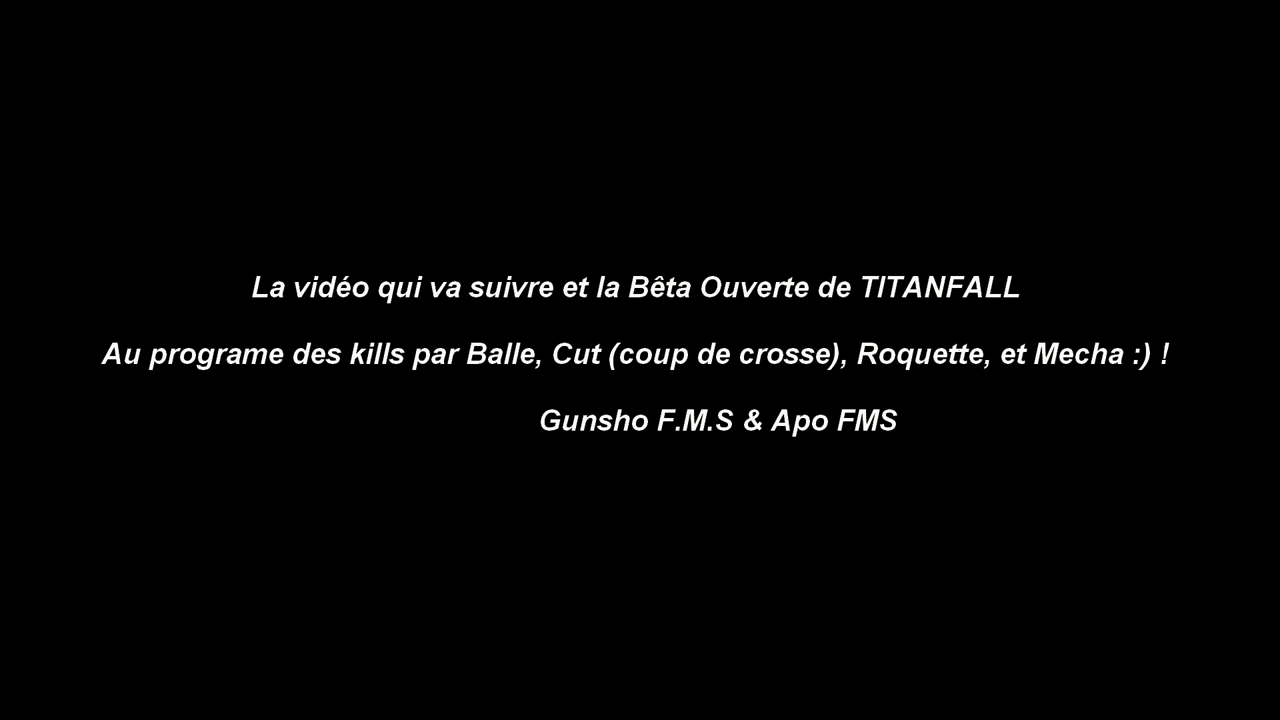 La vidéo qui va suivre et la Bêta Ouverte de TITANFALL
Au programe des kills par Balle, Cut (coup de crosse), Roquette, et Mecha :) !
Gunsho F.M.S & Apo FMS